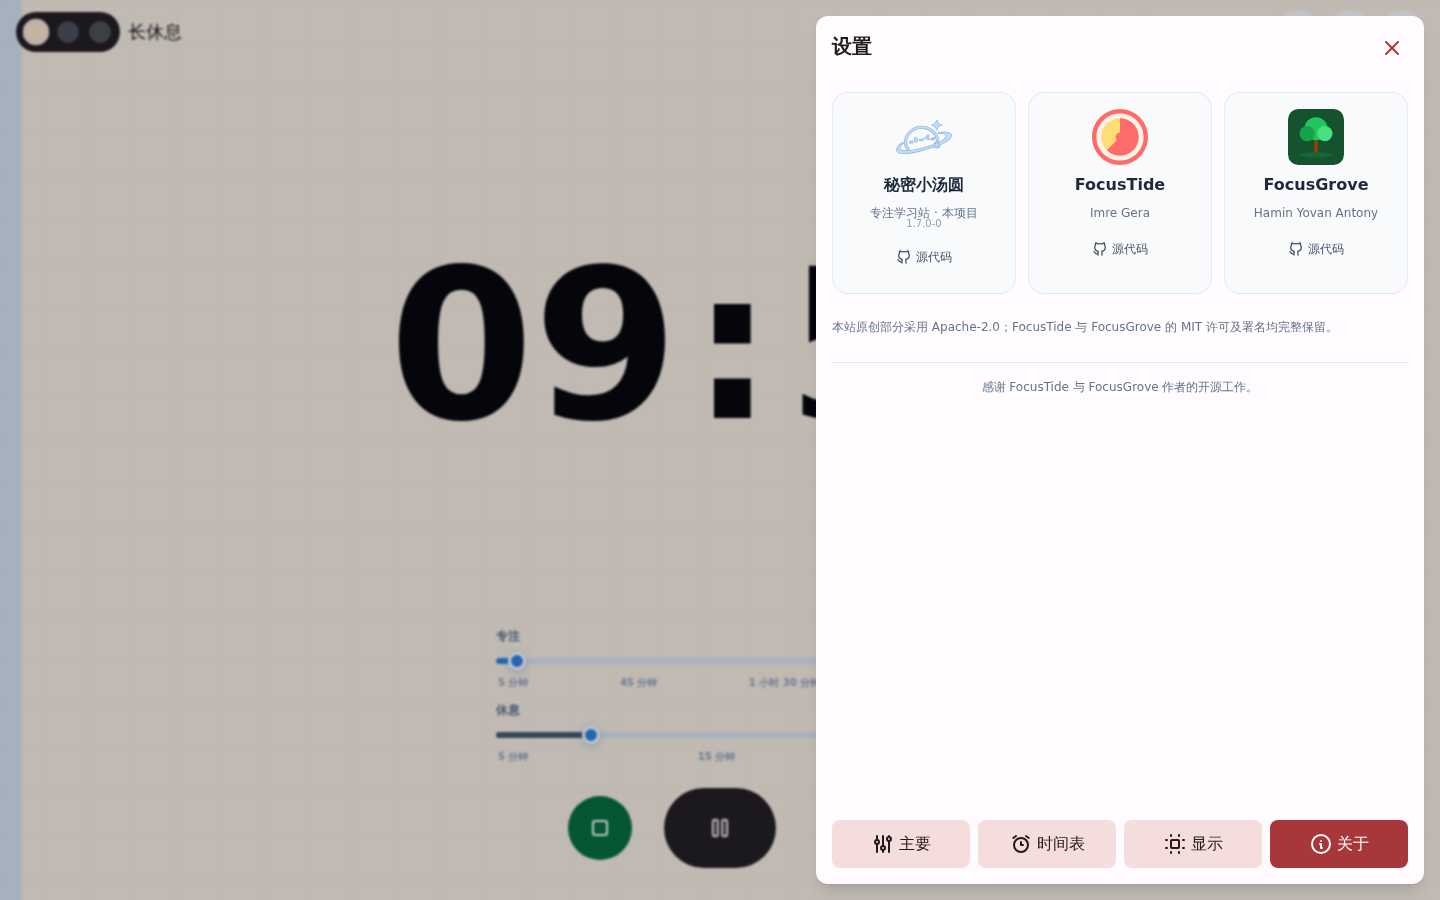 长休息
设置
秘密小汤圆
专注学习站 · 本项目
1.7.0-0
源代码
FocusTide
Imre Gera
源代码
FocusGrove
Hamin Yovan Antony
源代码
本站原创部分采用 Apache-2.0；FocusTide 与 FocusGrove 的 MIT 许可及署名均完整保留。
感谢 FocusTide 与 FocusGrove 作者的开源工作。
09:
专注
5 分钟
45 分钟
1 小时 30 分
休息
5 分钟
15 分钟
主要
时间表
显示
关于